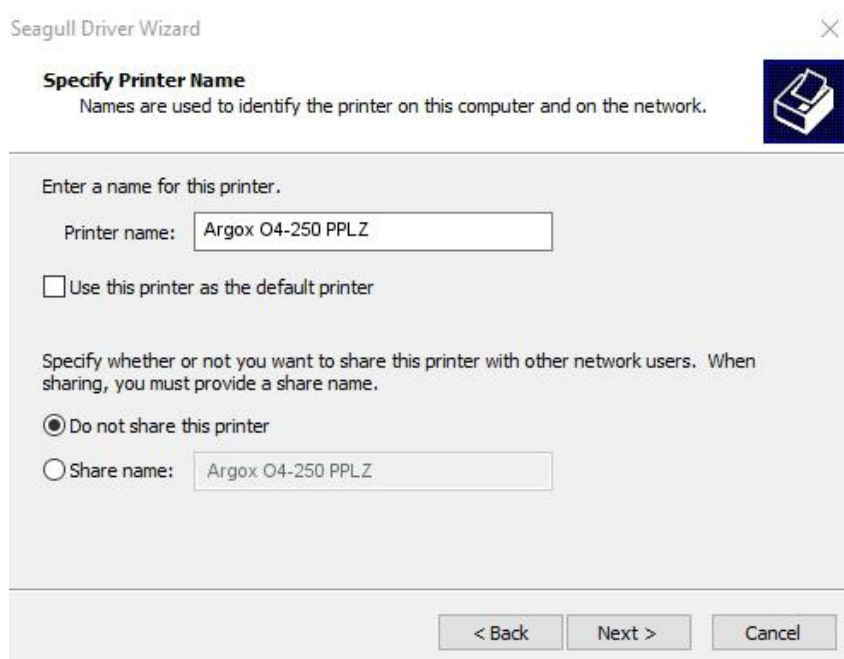 Seagull Driver Wizard
Specify Printer Name
Names are used to identify the printer on this computer and on the network.
Enter a name for this printer.
Printer name: Argox O4-250 PPLZ
Use this printer as the default printer
Specify whether or not you want to share this printer with other network users.  When
sharing, you must provide a share name.
Do not share this printer
Share name: Argox O4-250 PPLZ
< Back Next > Cancel